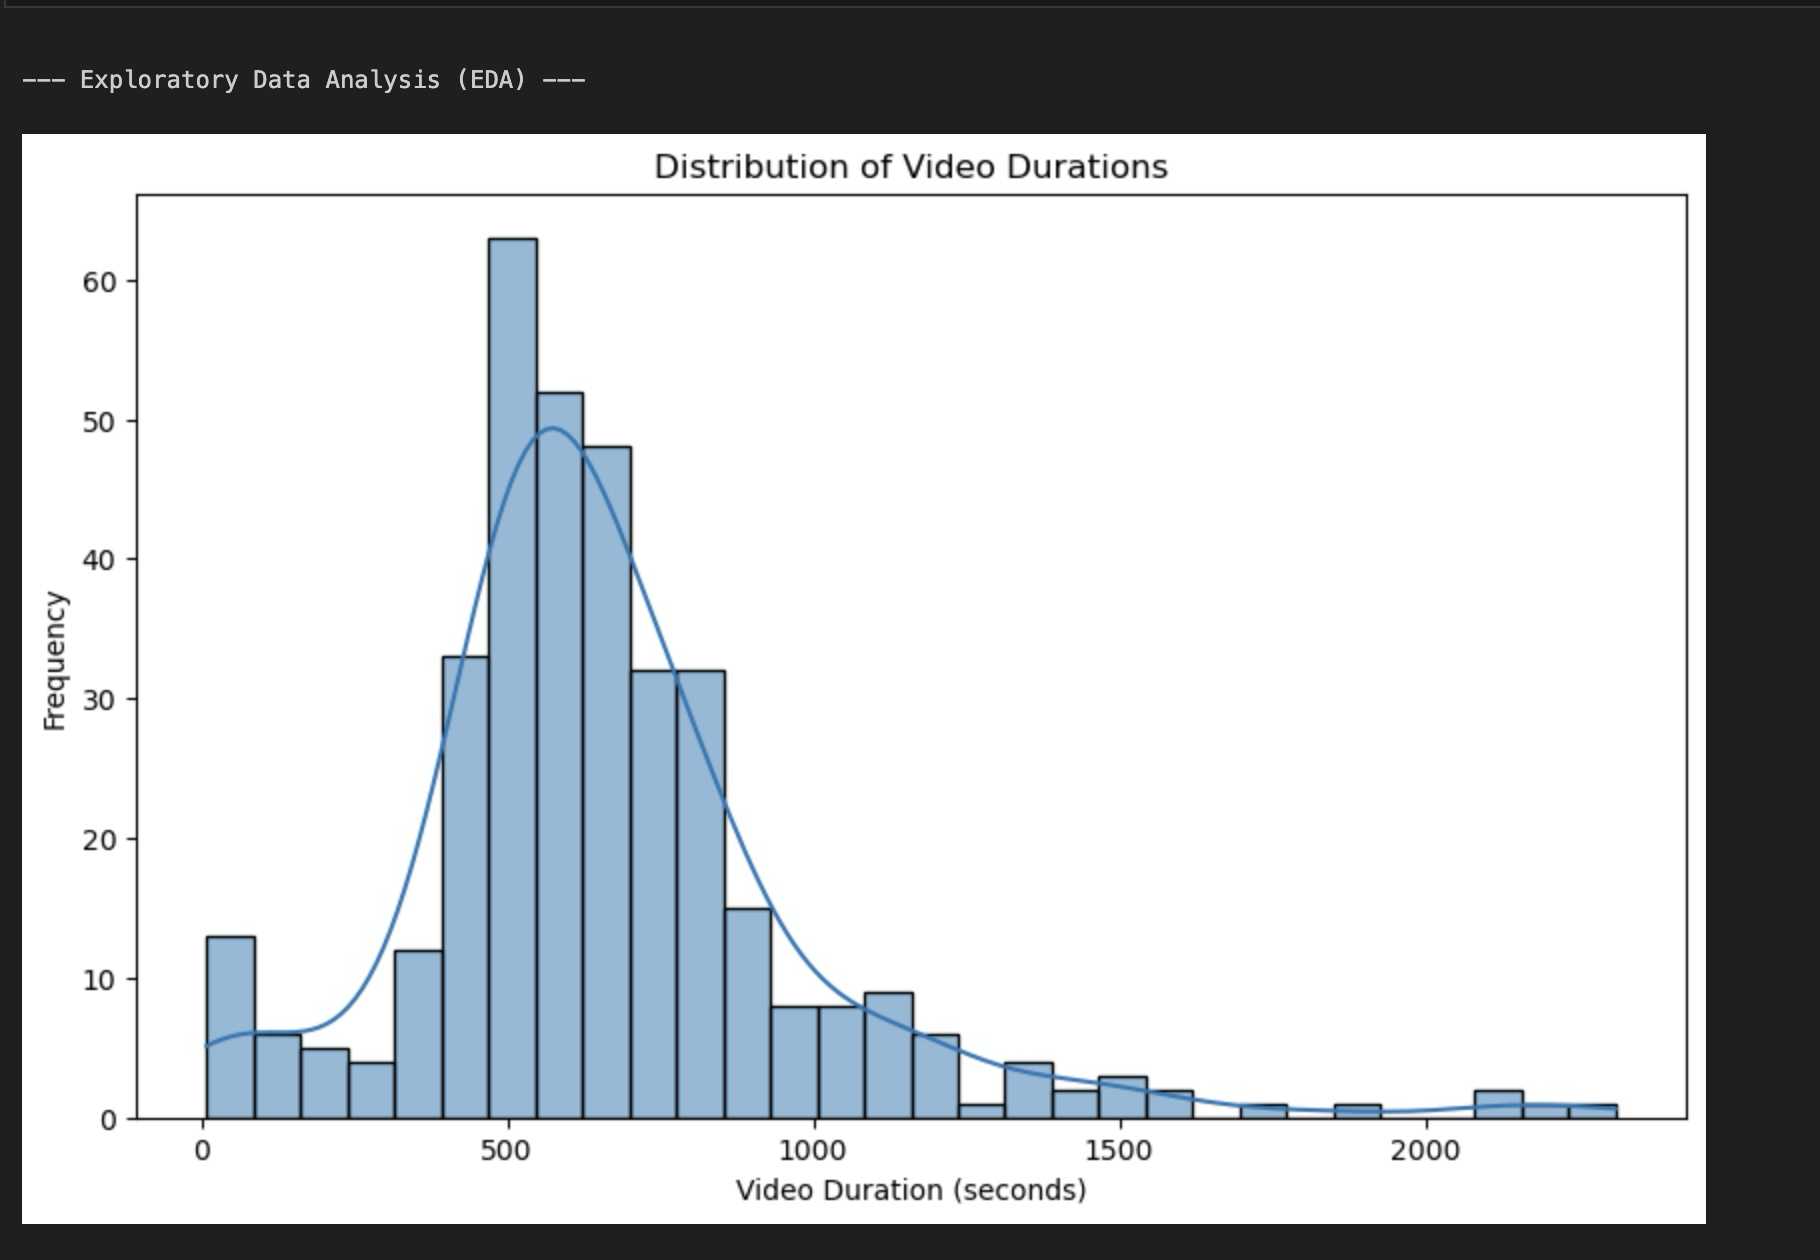 --- Exploratory Data Analysis (EDA) ---
Distribution of Video Durations
60
50
40
30
20
10
0
Frequency
0 500 1000 1500 2000
Video Duration (seconds)